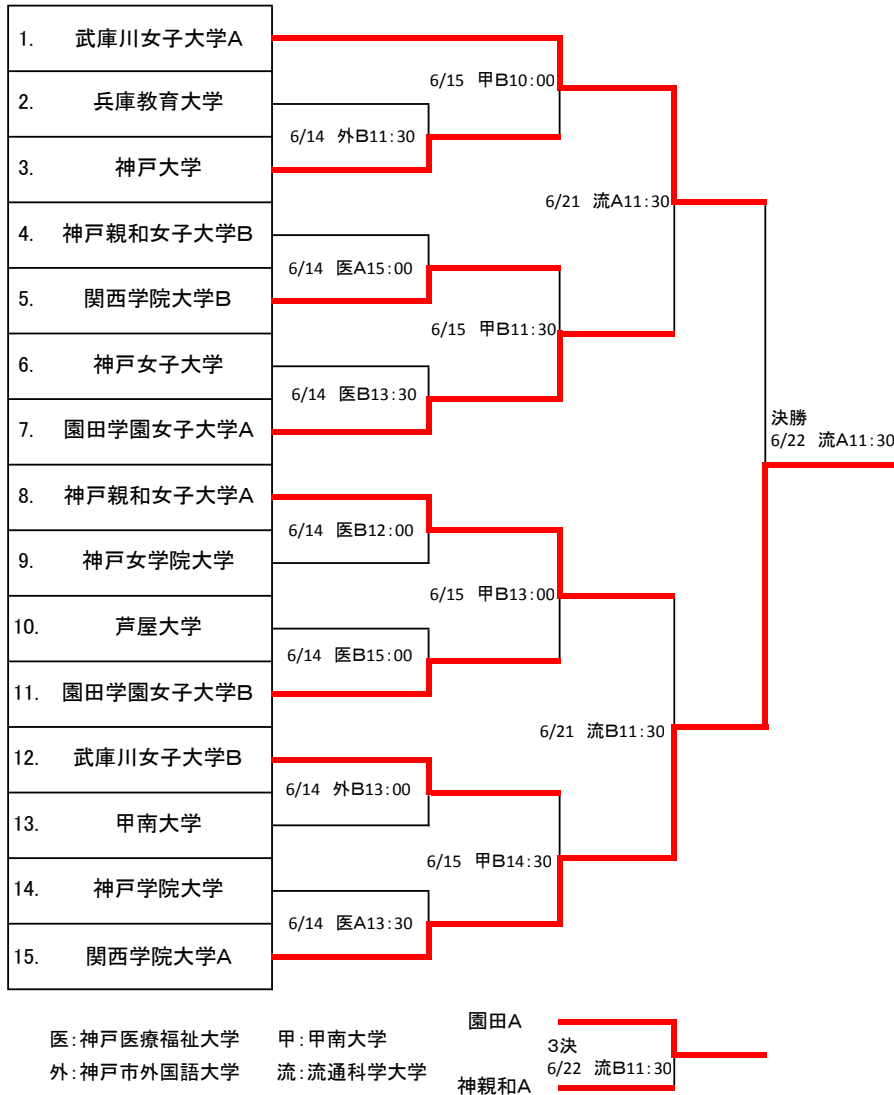 1. 武庫川女子大学A
6/15 甲B10:00
2. 兵庫教育大学
6/14 外B11:30
3. 神戸大学
6/21 流A11:30
4. 神戸親和女子大学B
6/14 医A15:00
5. 関西学院大学B
6/15 甲B11:30
6. 神戸女子大学
6/14 医B13:30
7. 園田学園女子大学A
決勝
6/22 流A11:30
8. 神戸親和女子大学A
6/14 医B12:00
9. 神戸女学院大学
6/15 甲B13:00
10. 芦屋大学
6/14 医B15:00
11. 園田学園女子大学B
6/21 流B11:30
12. 武庫川女子大学B
6/14 外B13:00
13. 甲南大学
6/15 甲B14:30
14. 神戸学院大学
6/14 医A13:30
15. 関西学院大学A
医:神戸医療福祉大学 甲:甲南大学
外:神戸市外国語大学 流:流通科学大学
園田A
3決
6/22 流B11:30
神親和A